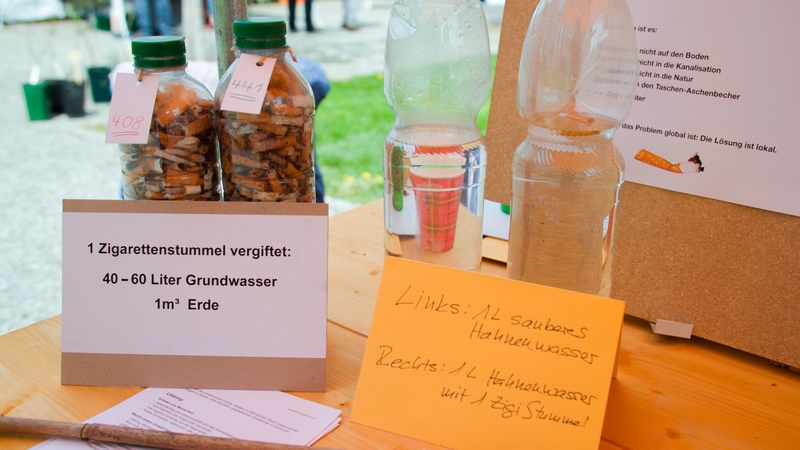 408
441
1 Zigarettenstummel vergiftet:
40 – 60 Liter Grundwasser
1m³ Erde
Links: 1L sauberes
Hahnenwasser
Rechts: 1L Hahnenwasser
mit 1 Zigi Stummel
n ist es:
nicht auf den Boden
nicht in die Kanalisation
nicht in die Natur
den Taschen-Aschenbecher
das Problem global ist: Die Lösung ist lokal.